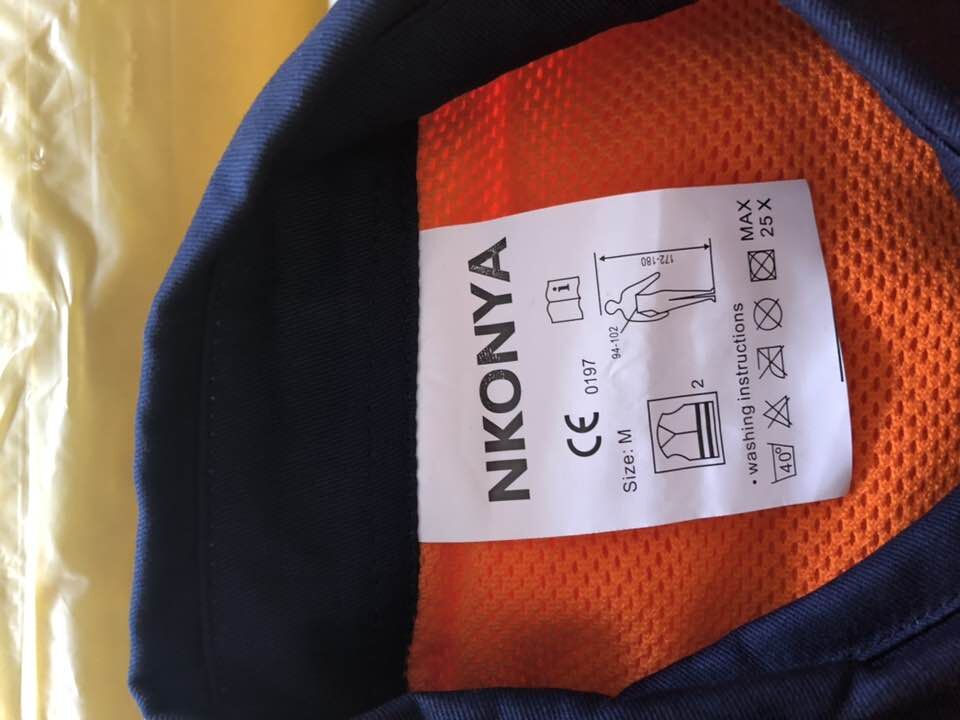 NKONYA
CE 0197
i
Size: M
94-102
172-180
2
• washing instructions
40°
MAX
25 X